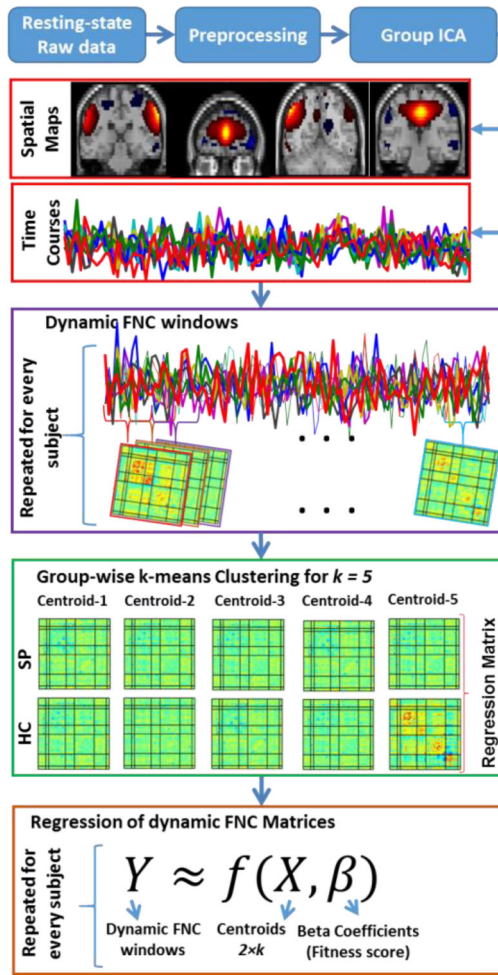 Resting-state
Raw data
Preprocessing
Group ICA
Spatial
Maps
Time
Courses
Dynamic FNC windows
Repeated for every
subject
. . .
. . .
Group-wise k-means Clustering for k = 5
Centroid-1 Centroid-2 Centroid-3 Centroid-4 Centroid-5
SP
HC
Regression Matrix
Regression of dynamic FNC Matrices
Repeated for
every subject
Y ≈ f(X, β)
Dynamic FNC
windows
Centroids
2×k
Beta Coefficients
(Fitness score)